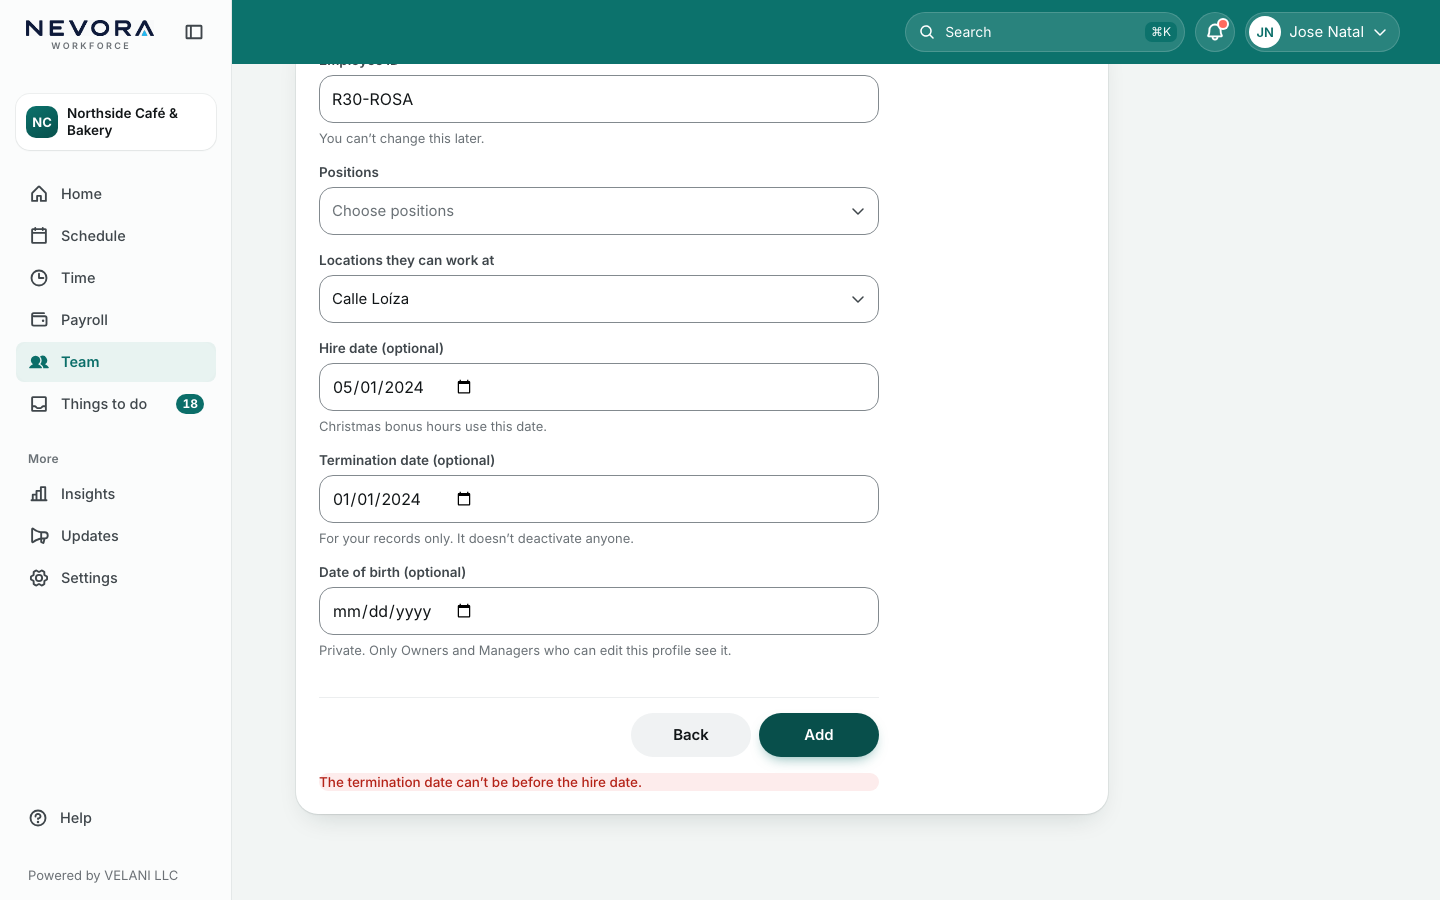 NEVORA
WORKFORCE
Search
⌘K
JN
Jose Natal
NC
Northside Café &
Bakery
Home
Schedule
Time
Payroll
Team
Things to do
18
More
Insights
Updates
Settings
Help
Powered by VELANI LLC
R30-ROSA
You can’t change this later.
Positions
Choose positions
Locations they can work at
Calle Loíza
Hire date (optional)
05/01/2024
Christmas bonus hours use this date.
Termination date (optional)
01/01/2024
For your records only. It doesn’t deactivate anyone.
Date of birth (optional)
mm/dd/yyyy
Private. Only Owners and Managers who can edit this profile see it.
Back
Add
The termination date can’t be before the hire date.